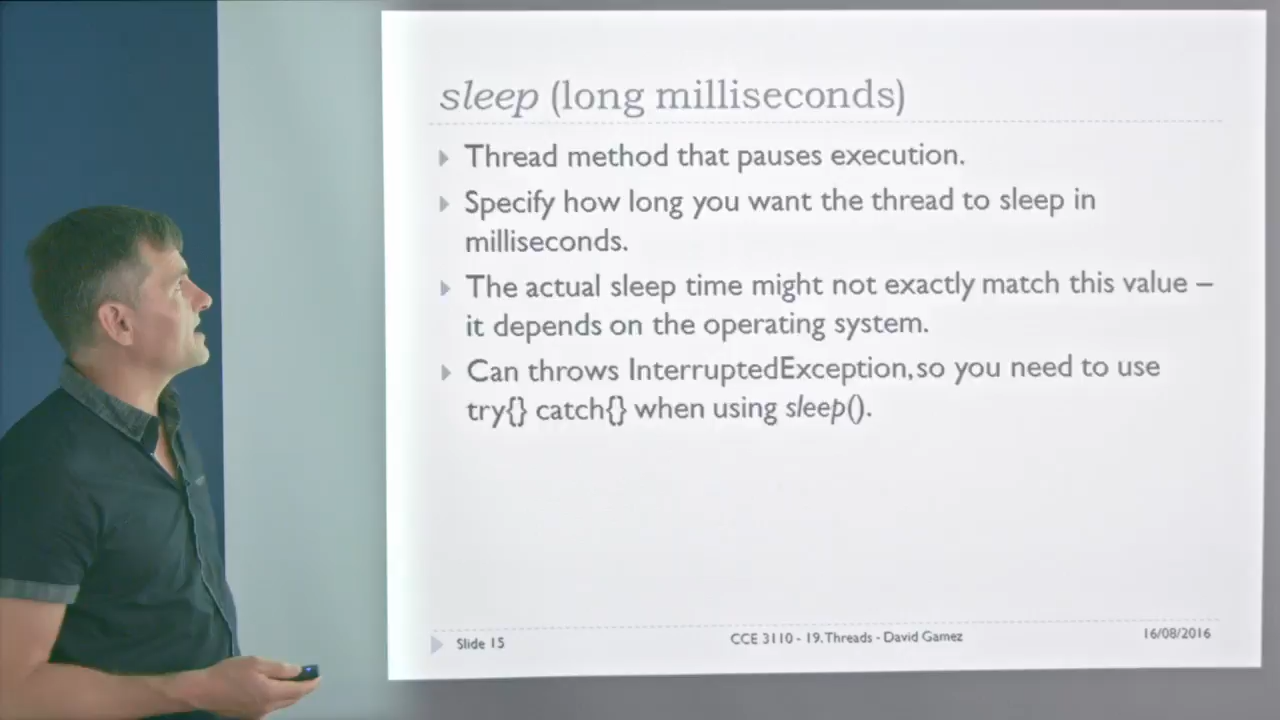 sleep (long milliseconds)
Thread method that pauses execution.
Specify how long you want the thread to sleep in
milliseconds.
The actual sleep time might not exactly match this value –
it depends on the operating system.
Can throws InterruptedException, so you need to use
try{} catch{} when using sleep().
Slide 15
CCE 3110 - 19. Threads - David Gamez
16/08/2016